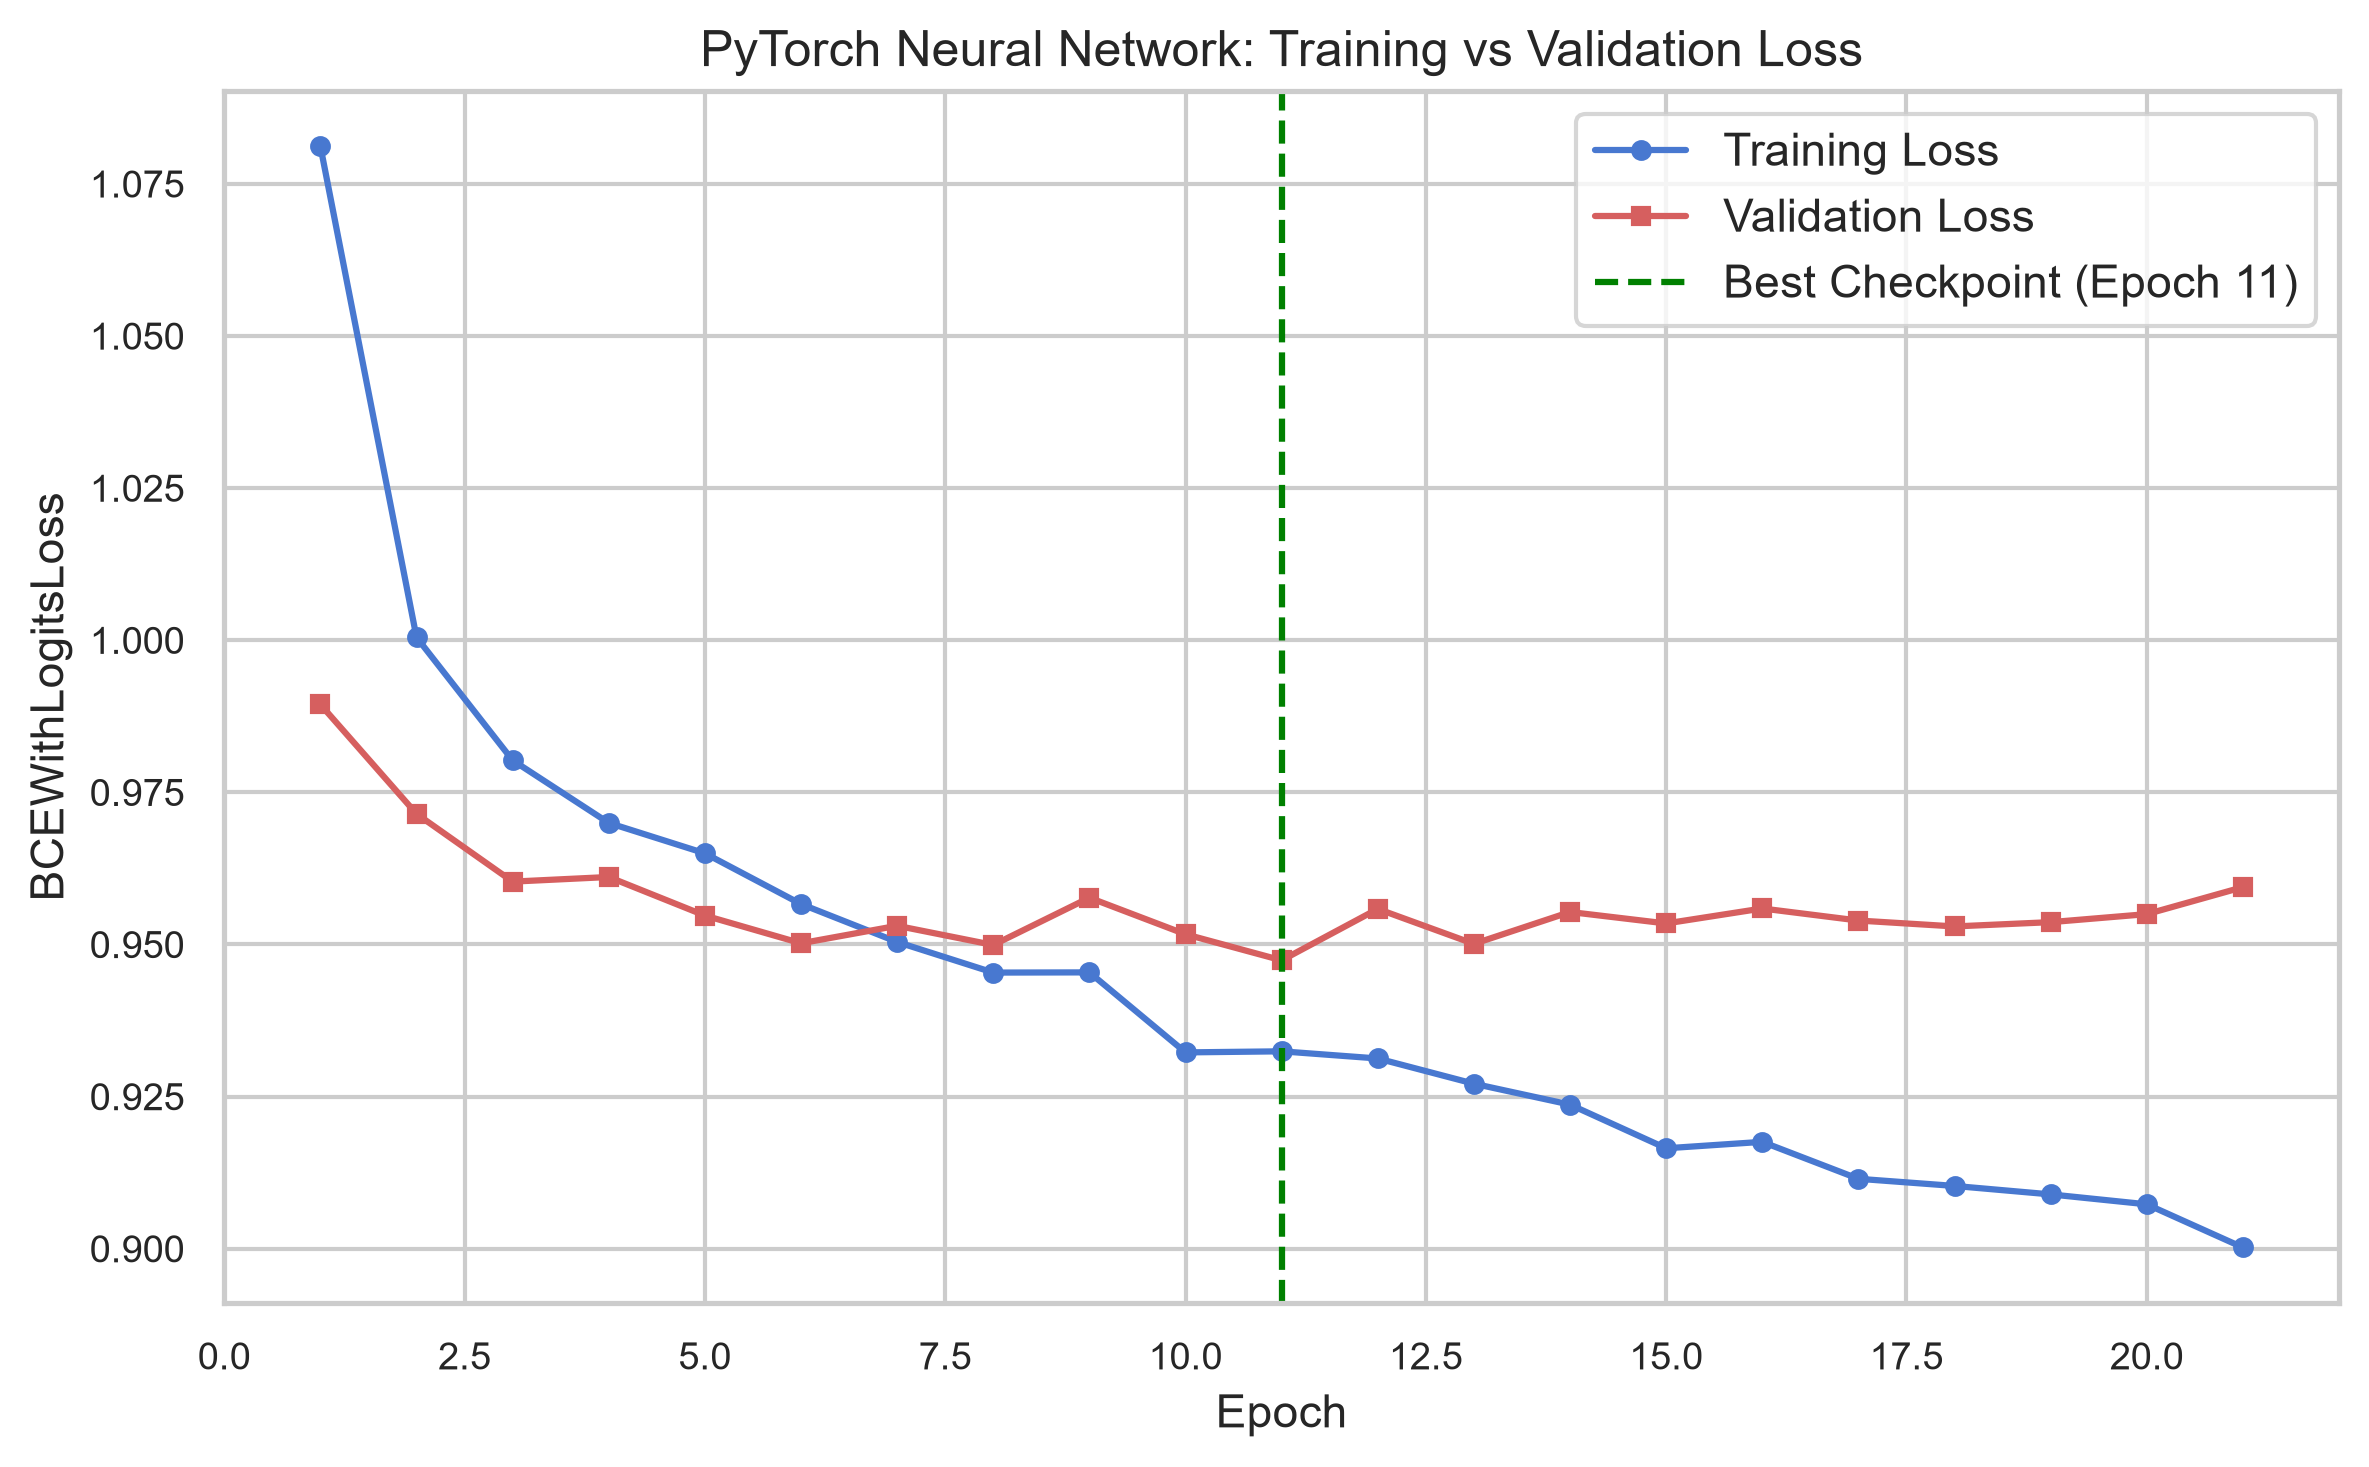 PyTorch Neural Network: Training vs Validation Loss
Training Loss
Validation Loss
Best Checkpoint (Epoch 11)
BCEWithLogitsLoss
1.075
1.050
1.025
1.000
0.975
0.950
0.925
0.900
0.0 2.5 5.0 7.5 10.0 12.5 15.0 17.5 20.0
Epoch